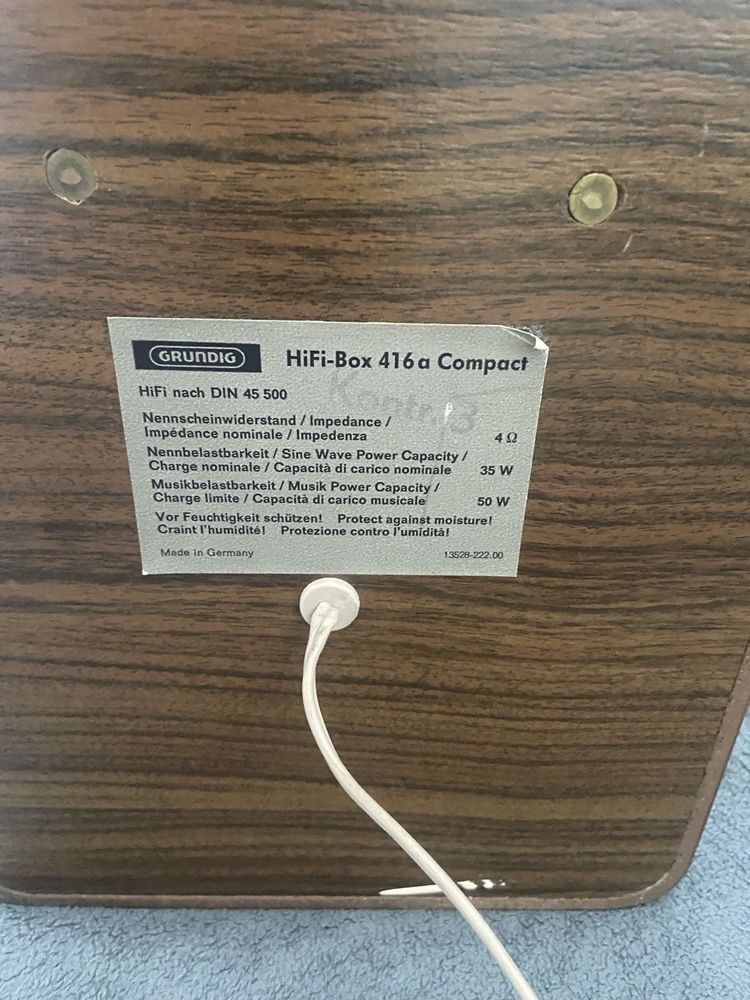 GRUNDIG HiFi-Box 416 a Compact
HiFi nach DIN 45 500
Nennscheinwiderstand / Impedance /
Impédance nominale / Impedenza 4 Ω
Nennbelastbarkeit / Sine Wave Power Capacity /
Charge nominale / Capacità di carico nominale 35 W
Musikbelastbarkeit / Musik Power Capacity /
Charge limite / Capacità di carico musicale 50 W
Vor Feuchtigkeit schützen! Protect against moisture!
Craint l'humidité! Protezione contro l'umidità!
Made in Germany 13528-222.00